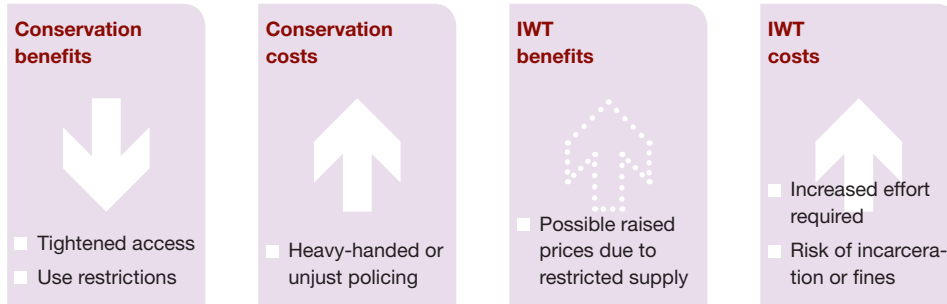 Conservation
benefits
Tightened access
Use restrictions
Conservation
costs
Heavy-handed or
unjust policing
IWT
benefits
Possible raised
prices due to
restricted supply
IWT
costs
Increased effort
required
Risk of incarcera-
tion or fines